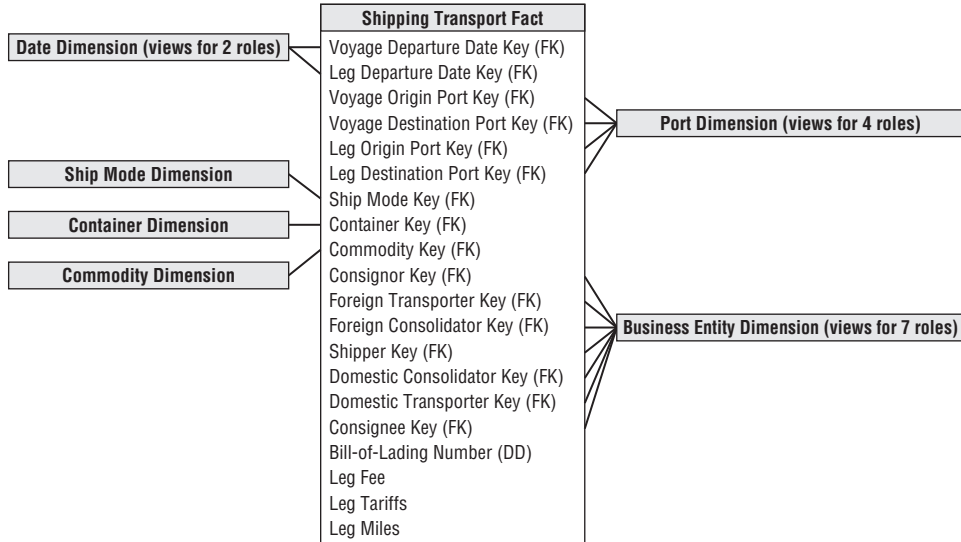 Shipping Transport Fact
Date Dimension (views for 2 roles)
Voyage Departure Date Key (FK)
Leg Departure Date Key (FK)
Voyage Origin Port Key (FK)
Voyage Destination Port Key (FK)
Port Dimension (views for 4 roles)
Leg Origin Port Key (FK)
Leg Destination Port Key (FK)
Ship Mode Dimension
Ship Mode Key (FK)
Container Dimension
Container Key (FK)
Commodity Key (FK)
Commodity Dimension
Consignor Key (FK)
Foreign Transporter Key (FK)
Foreign Consolidator Key (FK)
Business Entity Dimension (views for 7 roles)
Shipper Key (FK)
Domestic Consolidator Key (FK)
Domestic Transporter Key (FK)
Consignee Key (FK)
Bill-of-Lading Number (DD)
Leg Fee
Leg Tariffs
Leg Miles